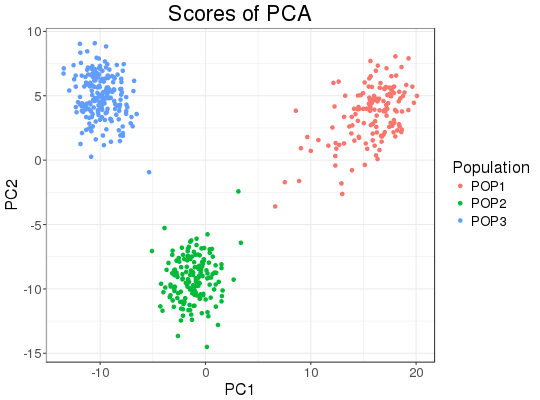 Scores of PCA
10
5
0
-5
-10
-15
PC2
-10
0
10
20
PC1
Population
POP1
POP2
POP3